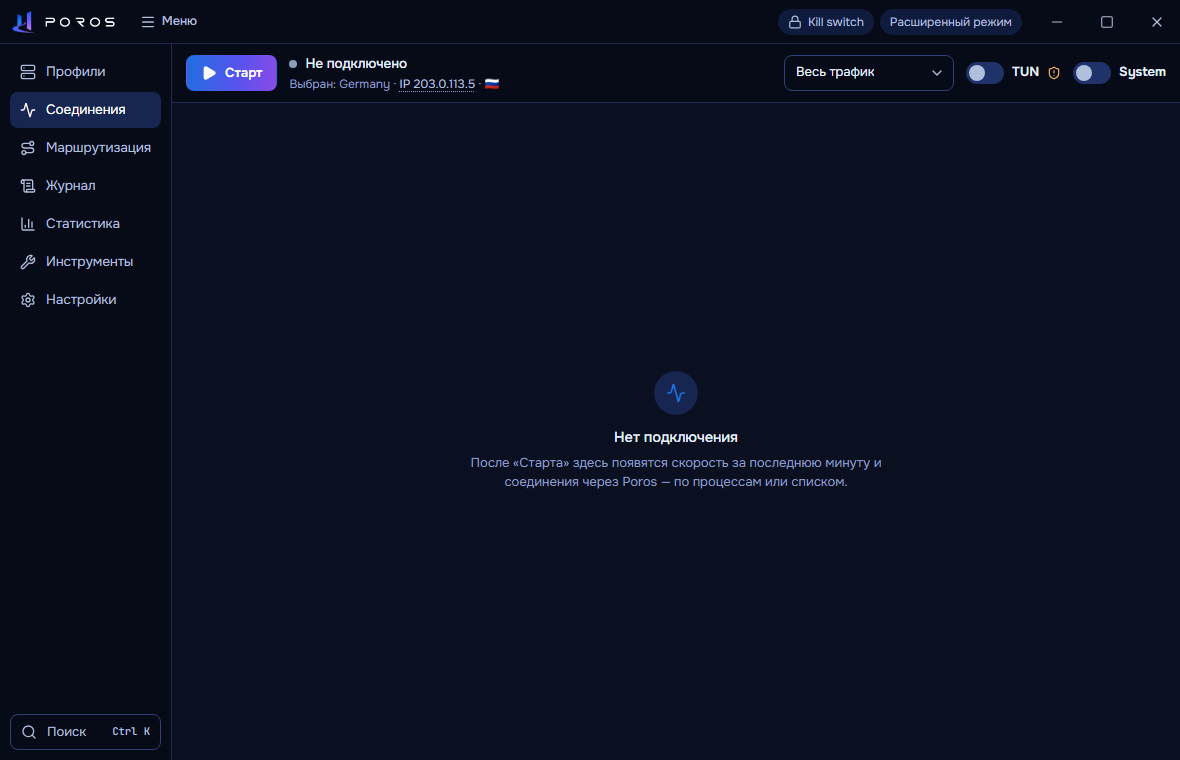 POROS
Меню
Kill switch
Расширенный режим
Профили
Соединения
Маршрутизация
Журнал
Статистика
Инструменты
Настройки
Поиск Ctrl K
Старт
Не подключено
Выбран: Germany · IP 203.0.113.5 ·
Весь трафик
TUN
System
Нет подключения
После «Старта» здесь появятся скорость за последнюю минуту и
соединения через Poros — по процессам или списком.